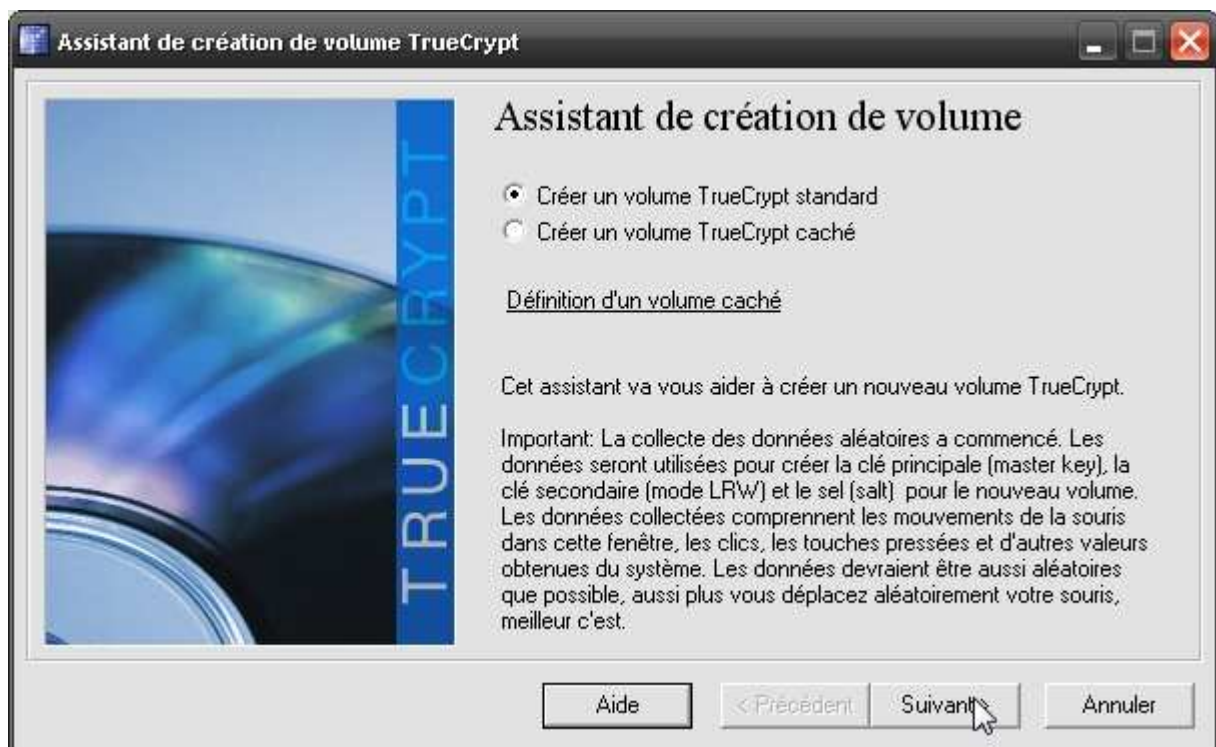 Assistant de création de volume TrueCrypt
TRUECRYPT
Assistant de création de volume
Créer un volume TrueCrypt standard
Créer un volume TrueCrypt caché
Définition d'un volume caché
Cet assistant va vous aider à créer un nouveau volume TrueCrypt.
Important: La collecte des données aléatoires a commencé. Les
données seront utilisées pour créer la clé principale (master key), la
clé secondaire (mode LRW) et le sel (salt) pour le nouveau volume.
Les données collectées comprennent les mouvements de la souris
dans cette fenêtre, les clics, les touches pressées et d'autres valeurs
obtenues du système. Les données devraient être aussi aléatoires
que possible, aussi plus vous déplacez aléatoirement votre souris,
meilleur c'est.
Aide < Précédent Suivant > Annuler